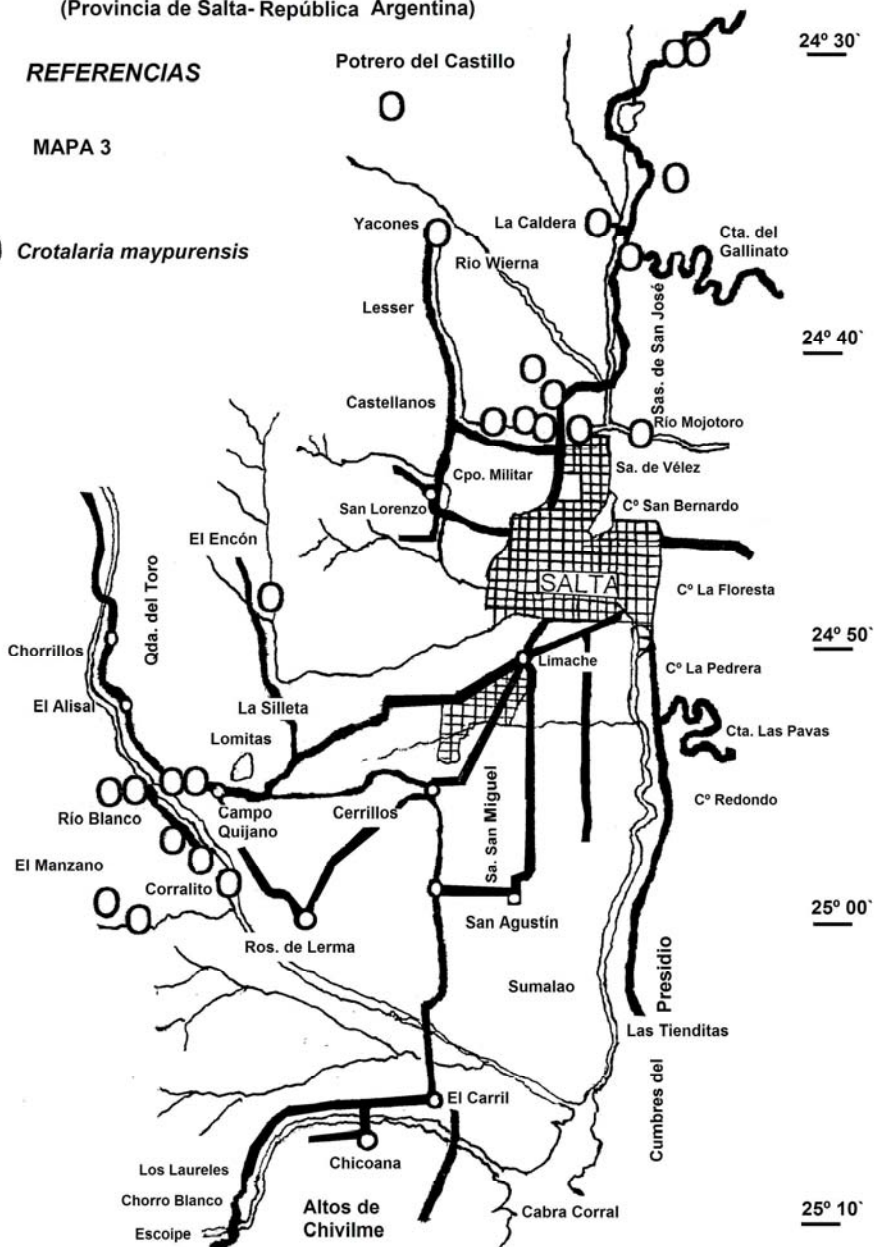 (Provincia de Salta- República Argentina)
24º 30`
REFERENCIAS
Potrero del Castillo
MAPA 3
Yacones
La Caldera
Cta. del
Gallinato
Crotalaria maypurensis
Rio Wierna
Lesser
Sas. de San José
24º 40`
Castellanos
Río Mojotoro
Cpo. Militar
Sa. de Vélez
San Lorenzo
Cº San Bernardo
El Encón
SALTA
Cº La Floresta
Qda. del Toro
Chorrillos
Limache
24º 50`
Cº La Pedrera
El Alisal
La Silleta
Cta. Las Pavas
Lomitas
Río Blanco
Campo
Quijano
Cerrillos
Sa. San Miguel
Cº Redondo
El Manzano
Corralito
San Agustín
25º 00`
Ros. de Lerma
Sumalao
Cumbres del Presidio
Las Tienditas
El Carril
Chicoana
Los Laureles
Chorro Blanco
Altos de
Chivilme
Cabra Corral
25º 10`
Escoipe